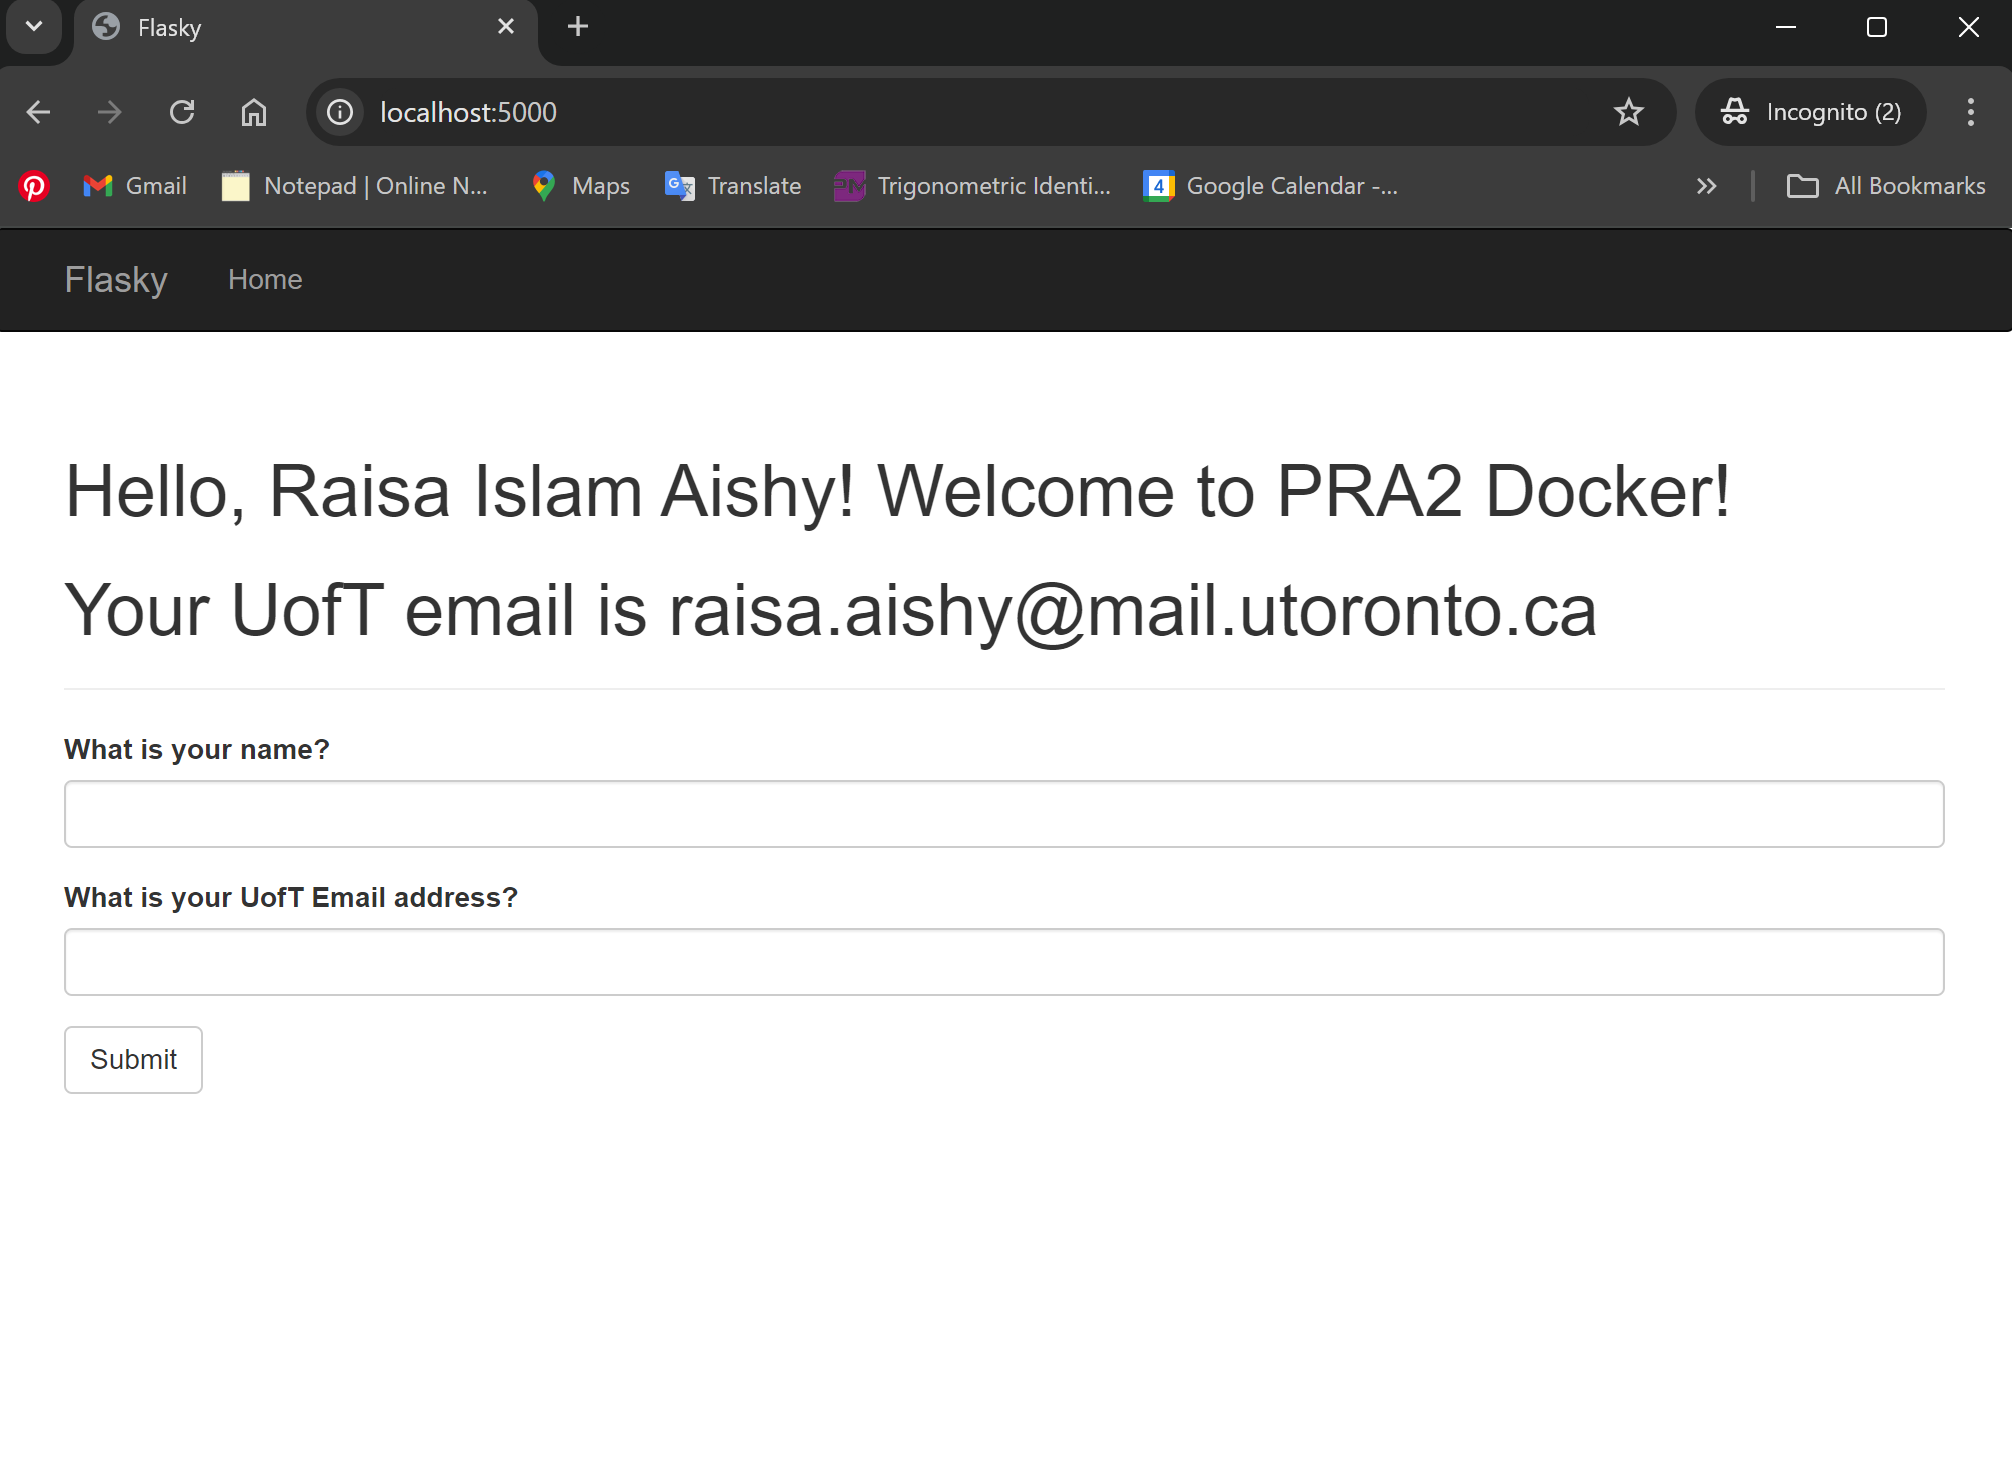 Flasky
localhost:5000
Incognito (2)
Gmail
Notepad | Online N...
Maps
Translate
Trigonometric Identi...
4
Google Calendar -...
All Bookmarks
Flasky
Home
Hello, Raisa Islam Aishy! Welcome to PRA2 Docker!
Your UofT email is raisa.aishy@mail.utoronto.ca
What is your name?
What is your UofT Email address?
Submit